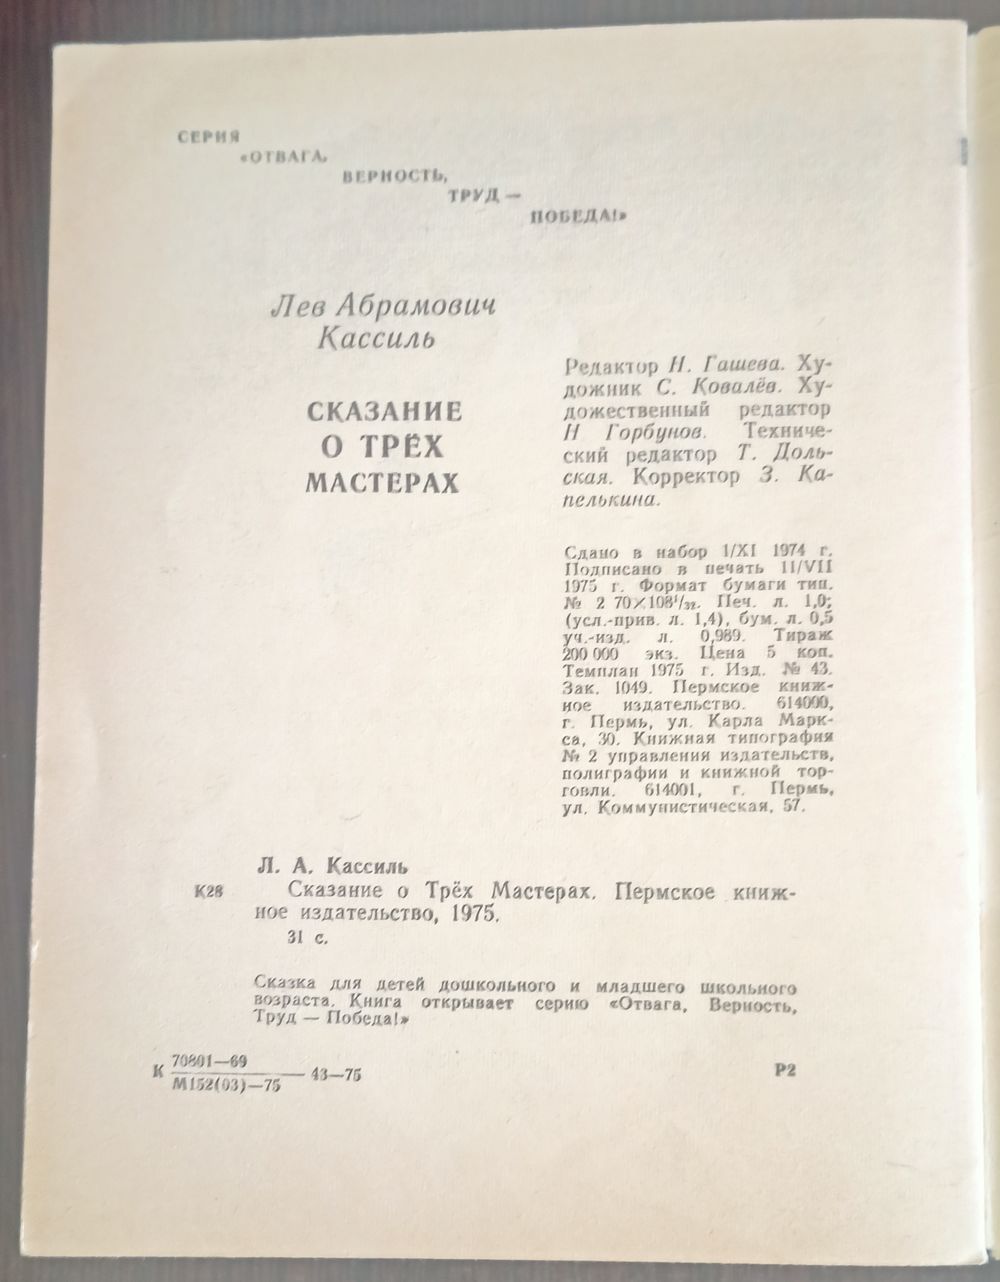 СЕРИЯ
«ОТВАГА,
ВЕРНОСТЬ,
ТРУД —
ПОБЕДА!»
Лев Абрамович
Кассиль
СКАЗАНИЕ
О ТРЁХ
МАСТЕРАХ
Редактор Н. Гашева. Ху-
дожник С. Ковалёв. Ху-
дожественный редактор
Н Горбунов. Техниче-
ский редактор Т. Доль-
ская. Корректор З. Ка-
пелькина.
Сдано в набор 1/XI 1974 г.
Подписано в печать 11/VII
1975 г. Формат бумаги тип.
№ 2 70×108¹/₃₂. Печ. л. 1,0;
(усл.-прив. л. 1,4), бум. л. 0,5
уч.-изд. л. 0,989. Тираж
200 000 экз. Цена 5 коп.
Темплан 1975 г. Изд. № 43.
Зак. 1049. Пермское книж-
ное издательство. 614000,
г. Пермь, ул. Карла Марк-
са, 30. Книжная типография
№ 2 управления издательств,
полиграфии и книжной тор-
говли. 614001, г. Пермь,
ул. Коммунистическая, 57.
Л. А. Кассиль
К28 Сказание о Трёх Мастерах. Пермское книж-
ное издательство, 1975.
31 с.
Сказка для детей дошкольного и младшего школьного
возраста. Книга открывает серию «Отвага, Верность,
Труд — Победа!»
70801—69
К — 43—75 Р2
М152(03)—75